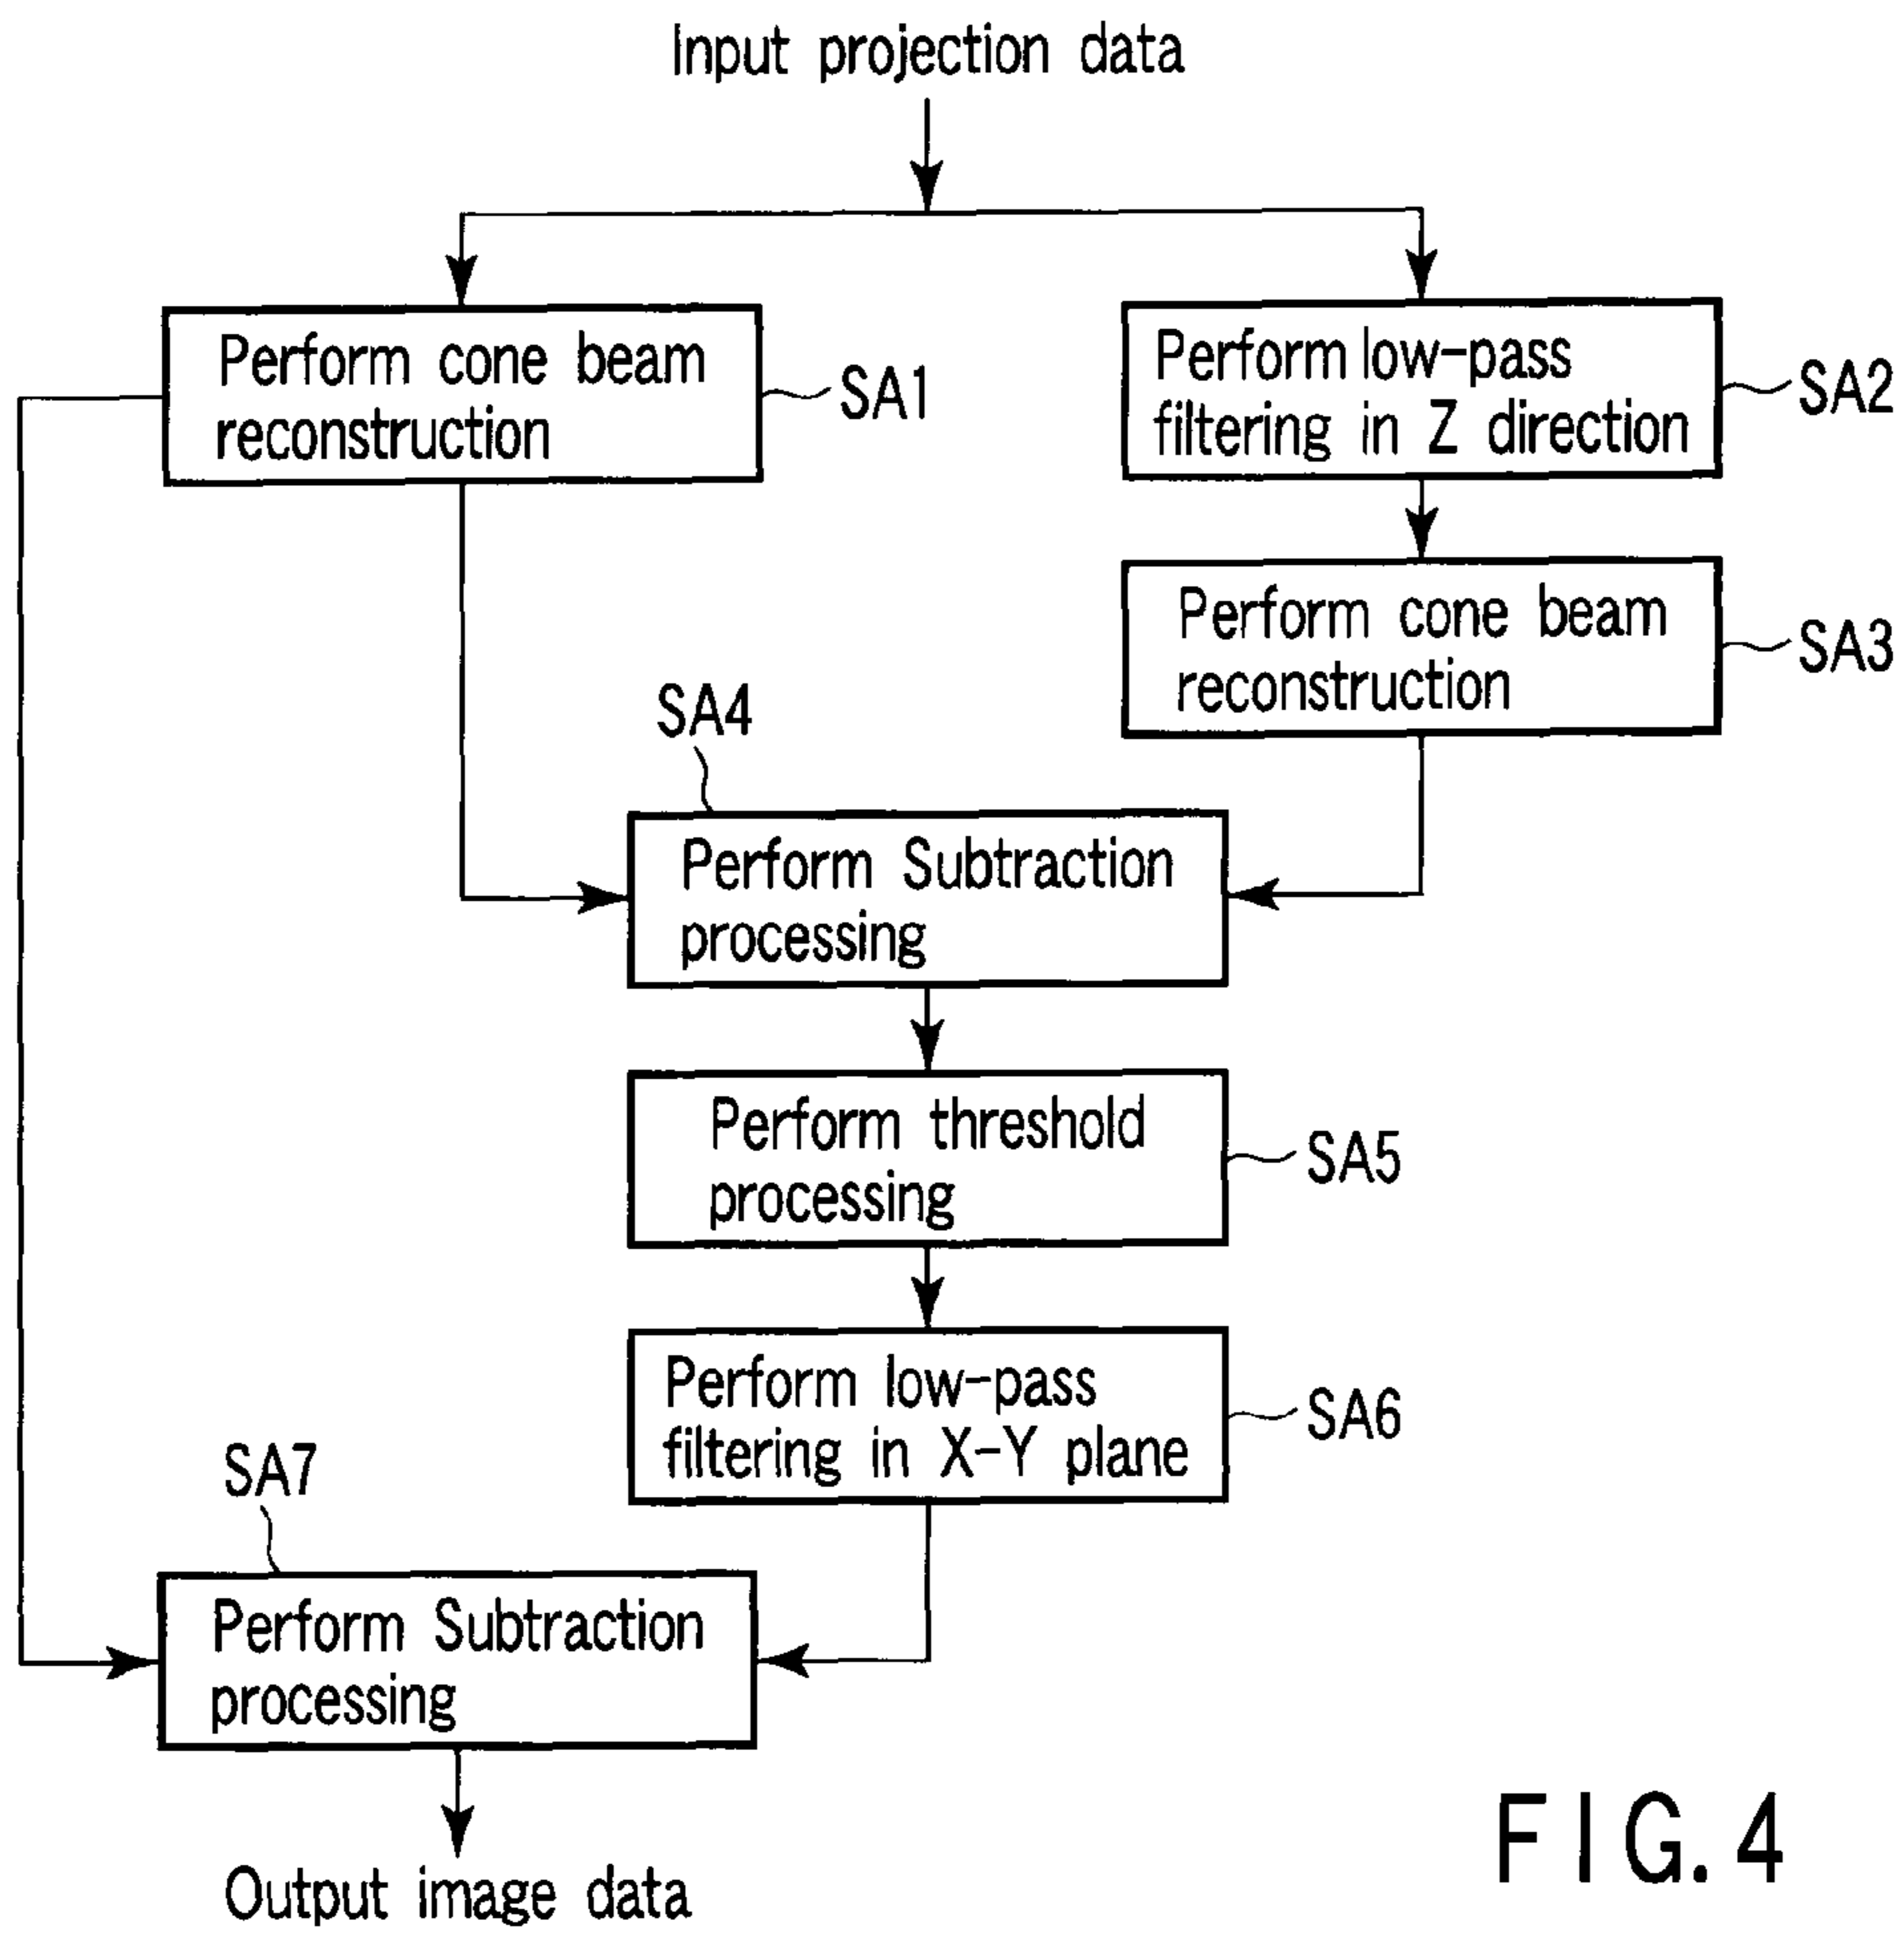 Input projection data
Perform cone beam
reconstruction
SA1
Perform low-pass
filtering in Z direction
SA2
Perform cone beam
reconstruction
SA3
SA4
Perform Subtraction
processing
Perform threshold
processing
SA5
Perform low-pass
filtering in X-Y plane
SA6
SA7
Perform Subtraction
processing
Output image data
FIG. 4